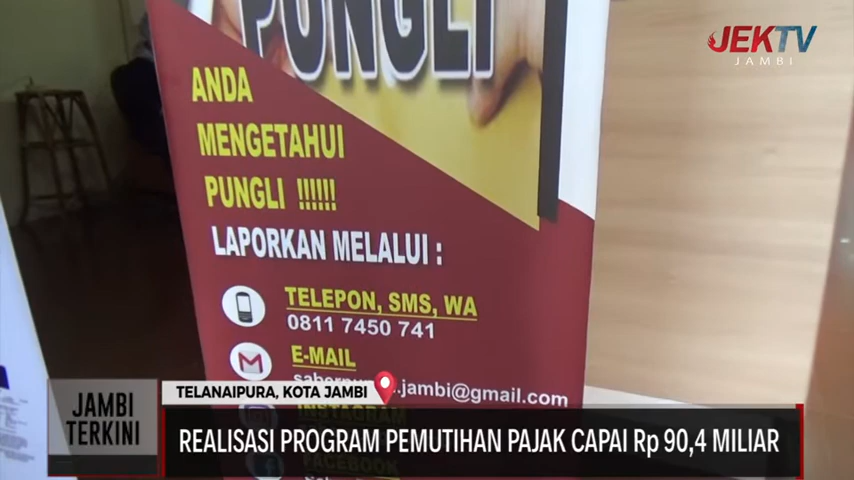 PUNGLI
JEKTV
JAMBI
ANDA
MENGETAHUI
PUNGLI !!!!!!
LAPORKAN MELALUI :
TELEPON, SMS, WA
0811 7450 741
E-MAIL
.jambi@gmail.com
INSTAGRAM
FACEBOOK
TELANAIPURA, KOTA JAMBI
JAMBI
TERKINI
REALISASI PROGRAM PEMUTIHAN PAJAK CAPAI Rp 90,4 MILIAR